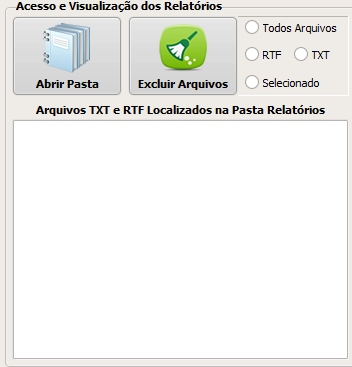 Acesso e Visualização dos Relatórios
Abrir Pasta
Excluir Arquivos
Todos Arquivos
RTF
TXT
Selecionado
Arquivos TXT e RTF Localizados na Pasta Relatórios